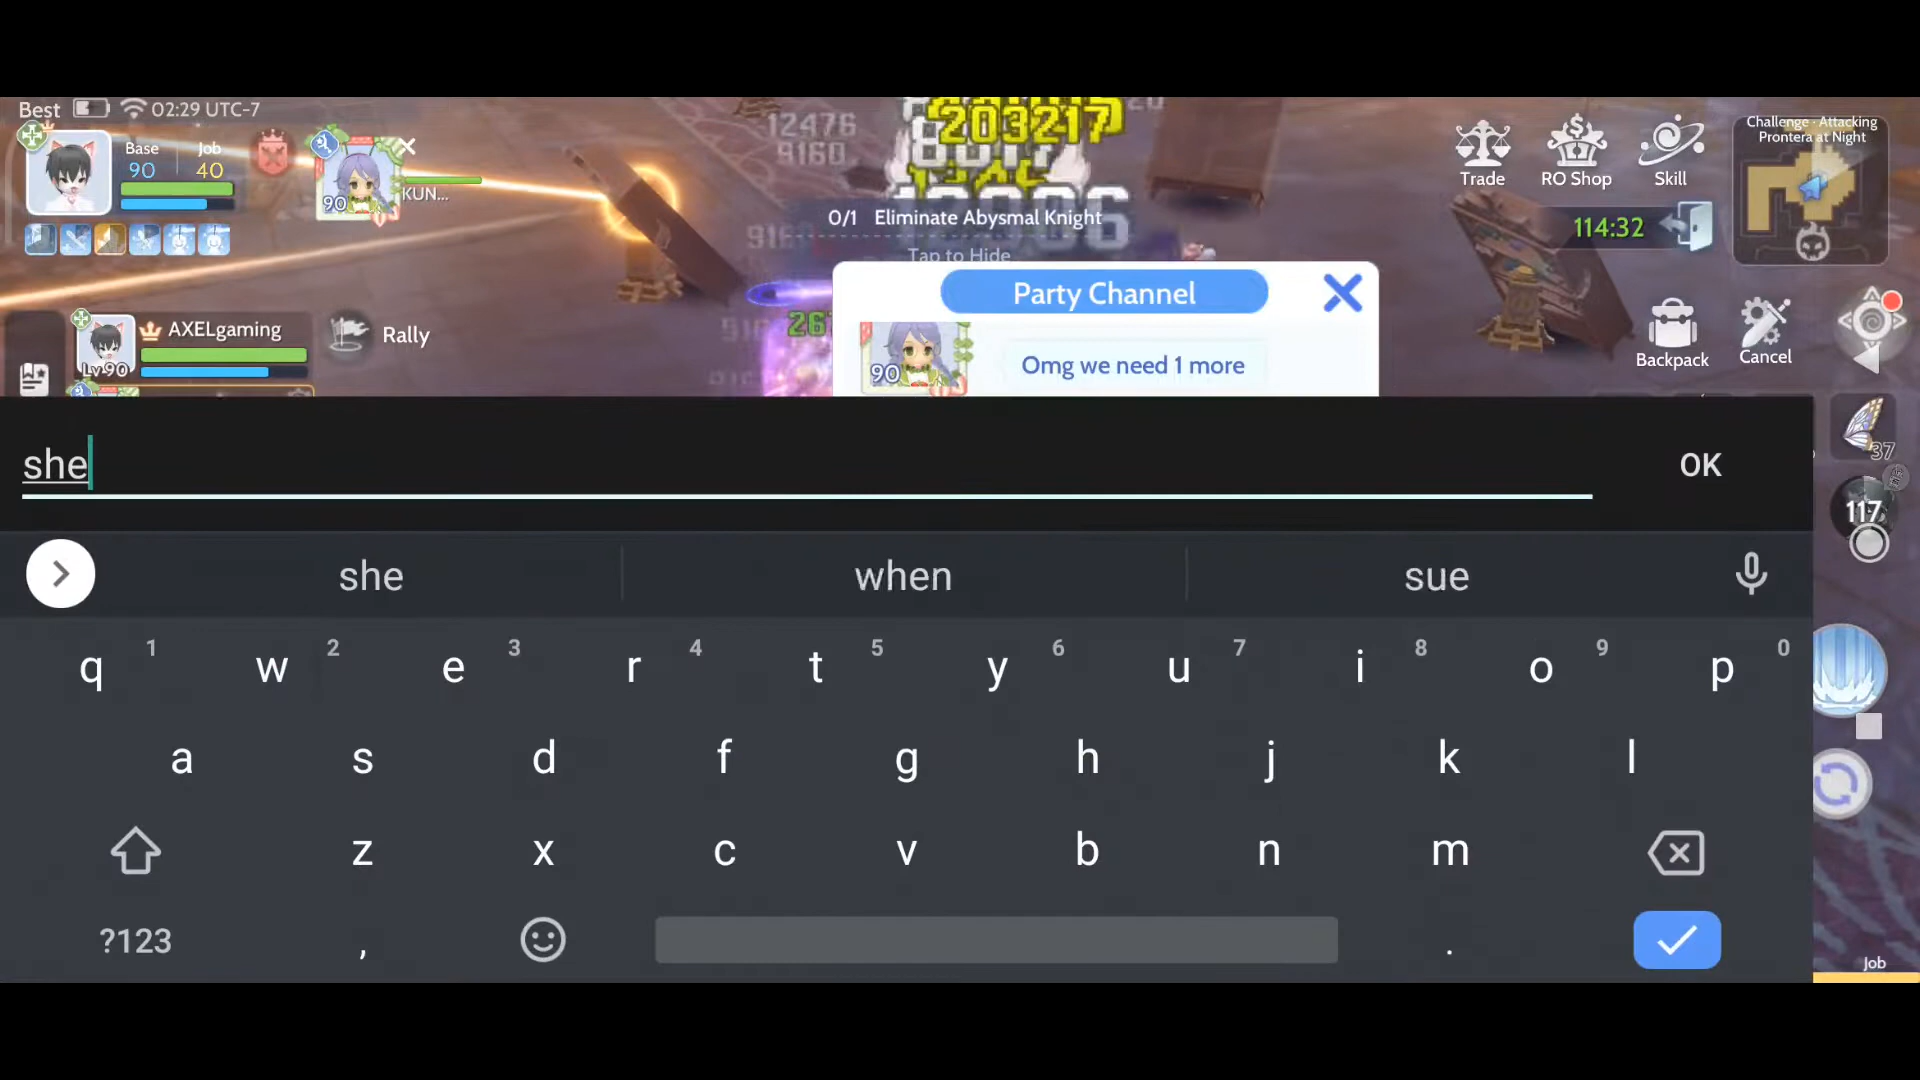 Best 02:29 UTC-7
Base Job
90 40
90 KUN...
12476
9160
203217
0/1 Eliminate Abysmal Knight
Tap to Hide
Trade RO Shop Skill
Challenge · Attacking
Prontera at Night
114:32
AXELgaming
Lv.90
Rally
Party Channel
90 Omg we need 1 more
Backpack Cancel
37
117
she OK
she when sue
q 1 w 2 e 3 r 4 t 5 y 6 u 7 i 8 o 9 p 0
a s d f g h j k l
z x c v b n m
?123 , .
Job